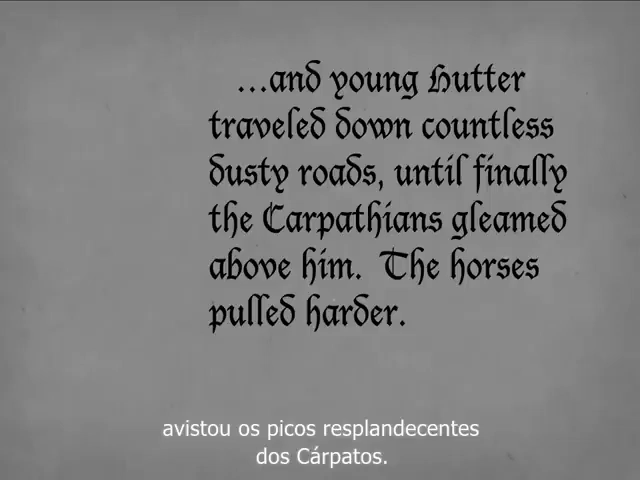 ...and young Hutter
traveled down countless
dusty roads, until finally
the Carpathians gleamed
above him. The horses
pulled harder.
avistou os picos resplandecentes
dos Cárpatos.